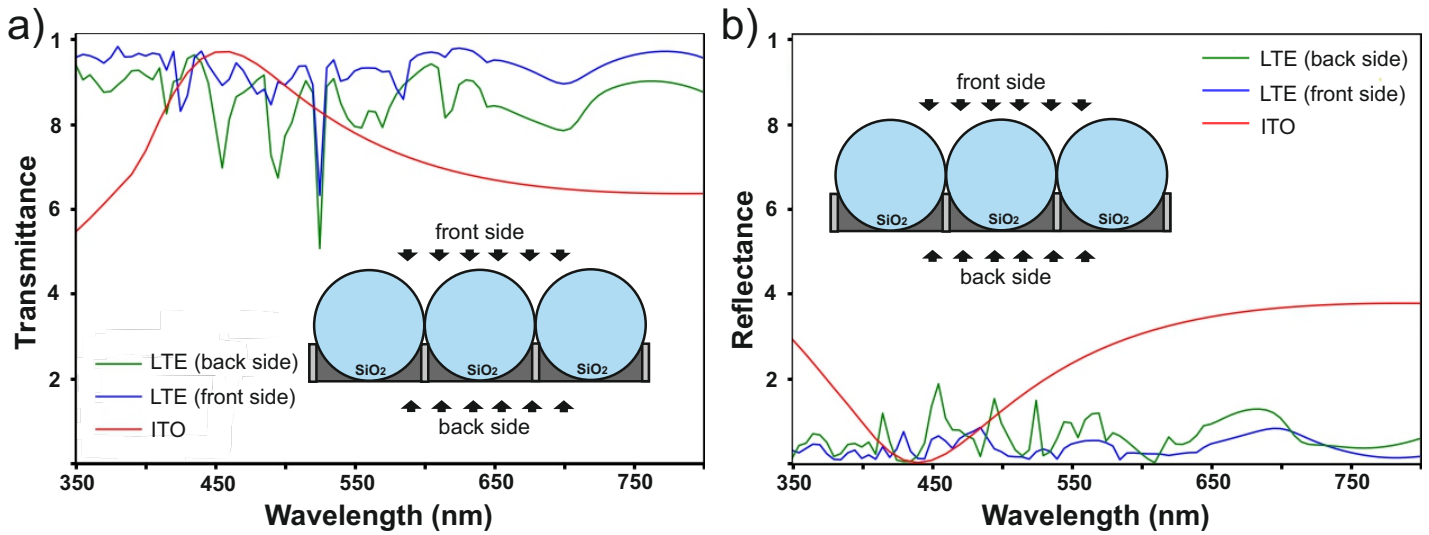 a)
1
8
6
4
2
Transmittance
front side
SiO2 SiO2 SiO2
back side
LTE (back side)
LTE (front side)
ITO
350 450 550 650 750
Wavelength (nm)
b)
1
8
6
4
2
Reflectance
LTE (back side)
LTE (front side)
ITO
front side
SiO2 SiO2 SiO2
back side
350 450 550 650 750
Wavelength (nm)